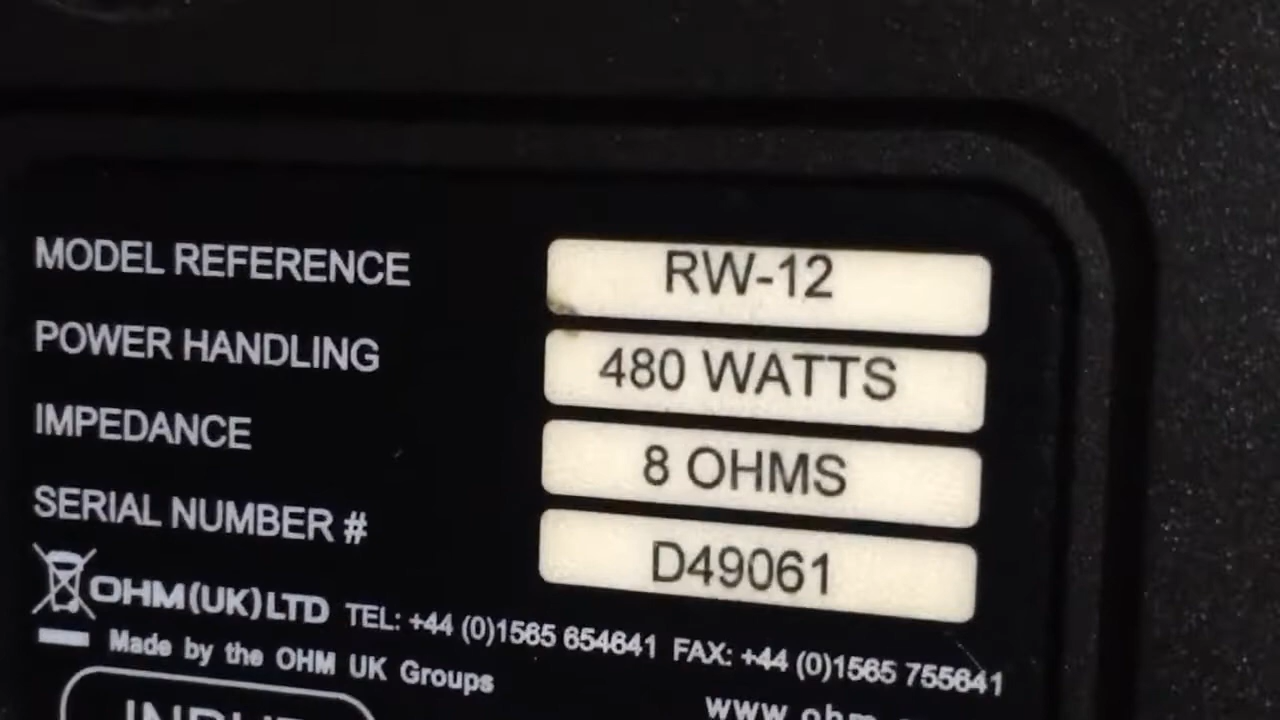 MODEL REFERENCE RW-12
POWER HANDLING 480 WATTS
IMPEDANCE 8 OHMS
SERIAL NUMBER # D49061
OHM (UK) LTD TEL: +44 (0)1565 654641 FAX: +44 (0)1565 755641
Made by the OHM UK Groups